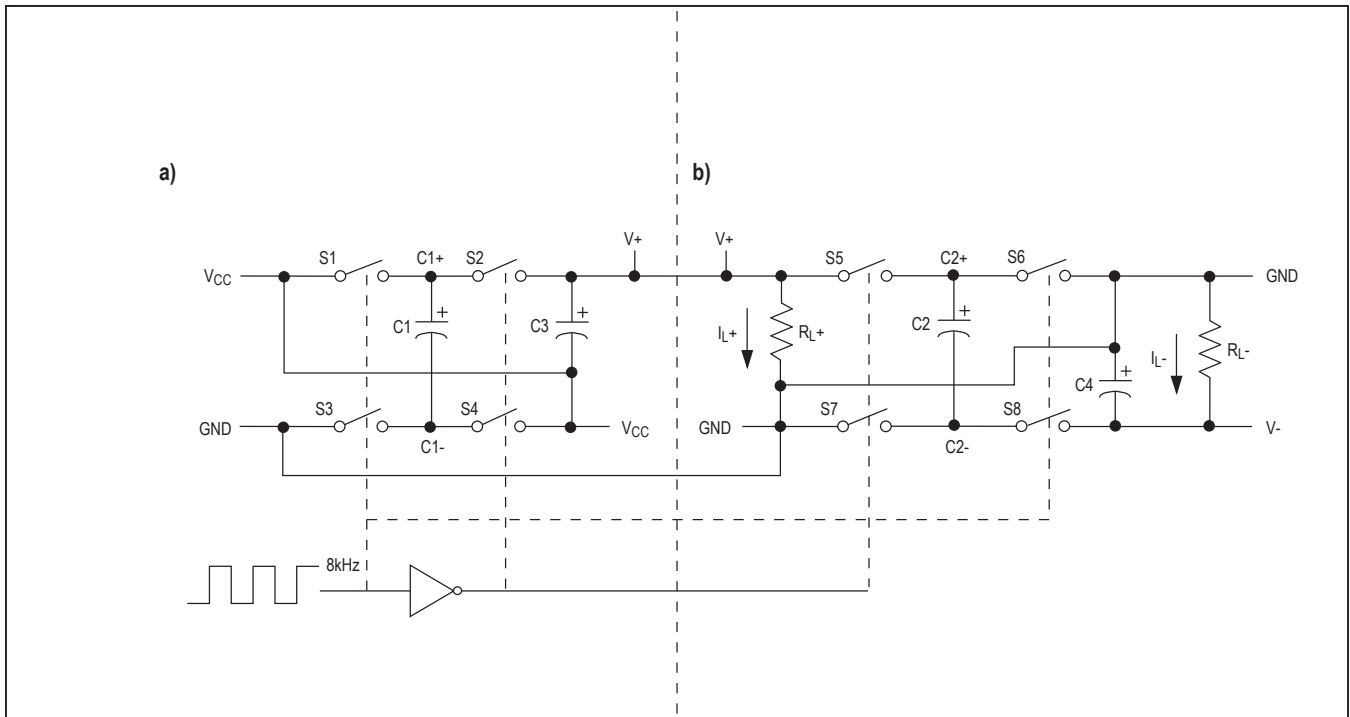 a)
b)
V+
V+
S1
C1+
S2
S5
C2+
S6
VCC
GND
C1
C3
IL+
RL+
C2
IL-
RL-
C4
S3
S4
S7
S8
GND
VCC
GND
V-
C1-
C2-
8kHz
+
+
+
+